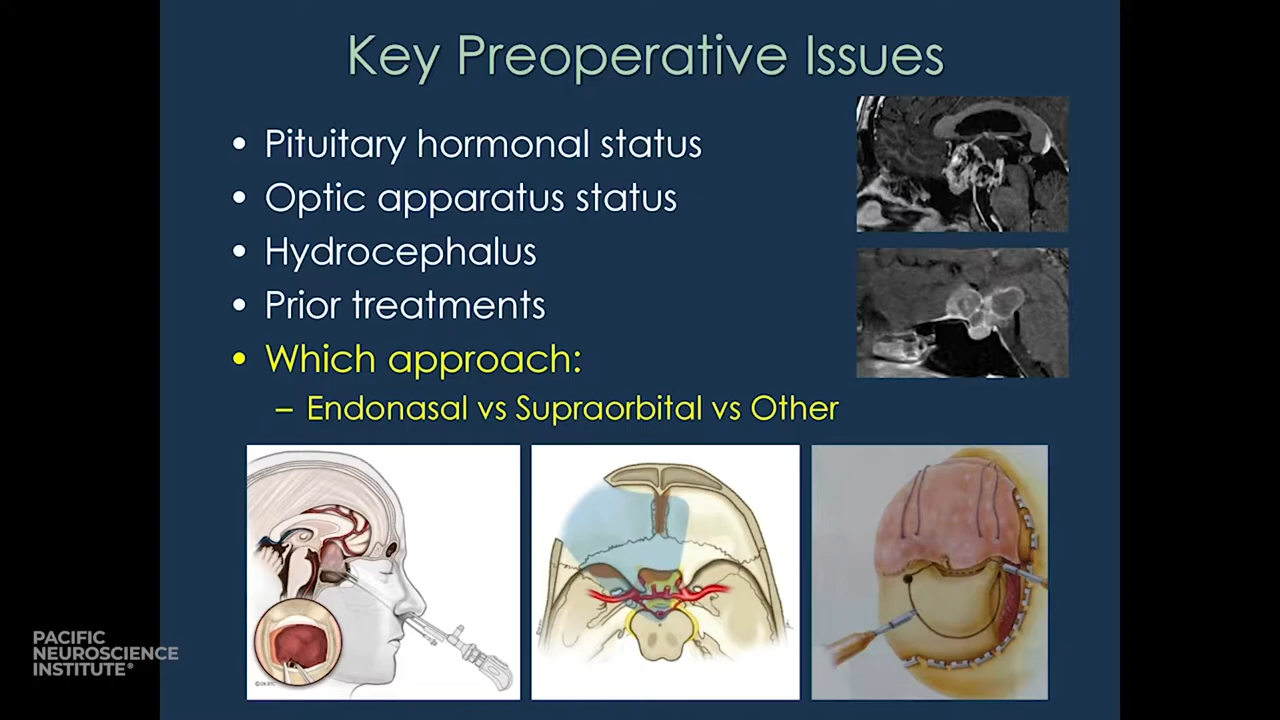 Key Preoperative Issues
• Pituitary hormonal status
• Optic apparatus status
• Hydrocephalus
• Prior treatments
• Which approach:
– Endonasal vs Supraorbital vs Other
PACIFIC
NEUROSCIENCE
INSTITUTE®